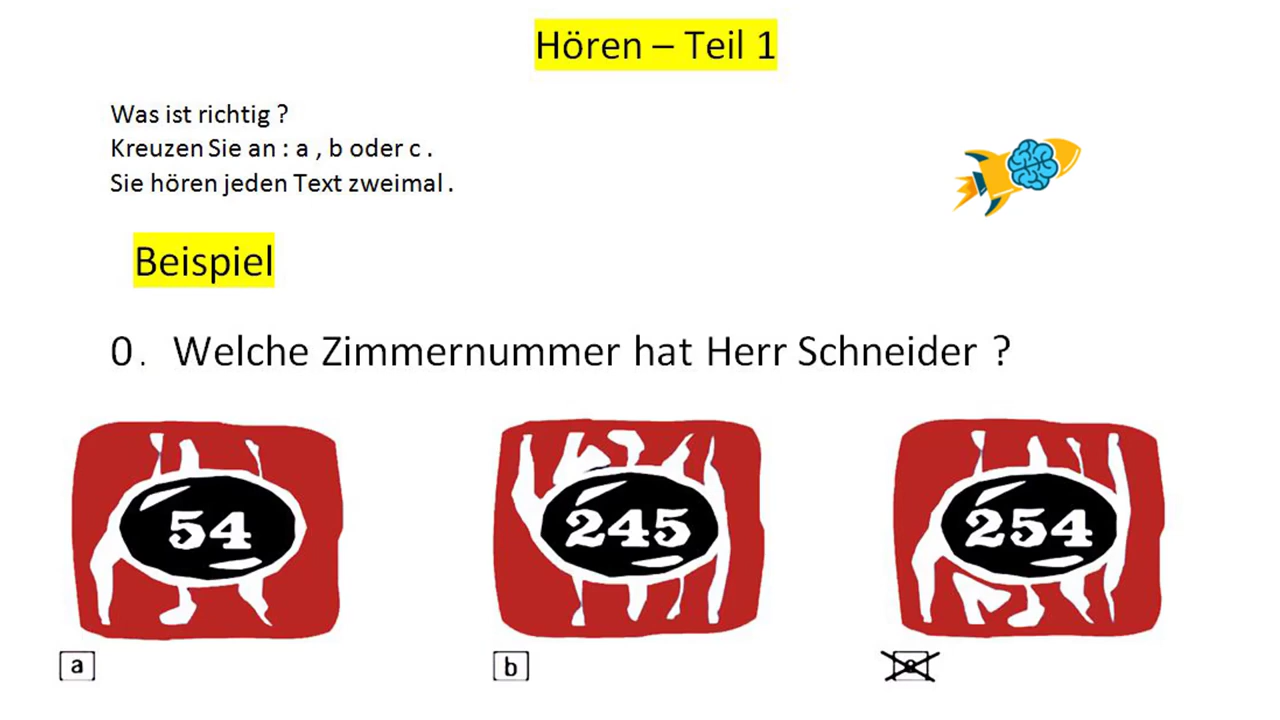 Hören – Teil 1
Was ist richtig ?
Kreuzen Sie an : a , b oder c .
Sie hören jeden Text zweimal .
Beispiel
0 . Welche Zimmernummer hat Herr Schneider ?
54 245 254
a b